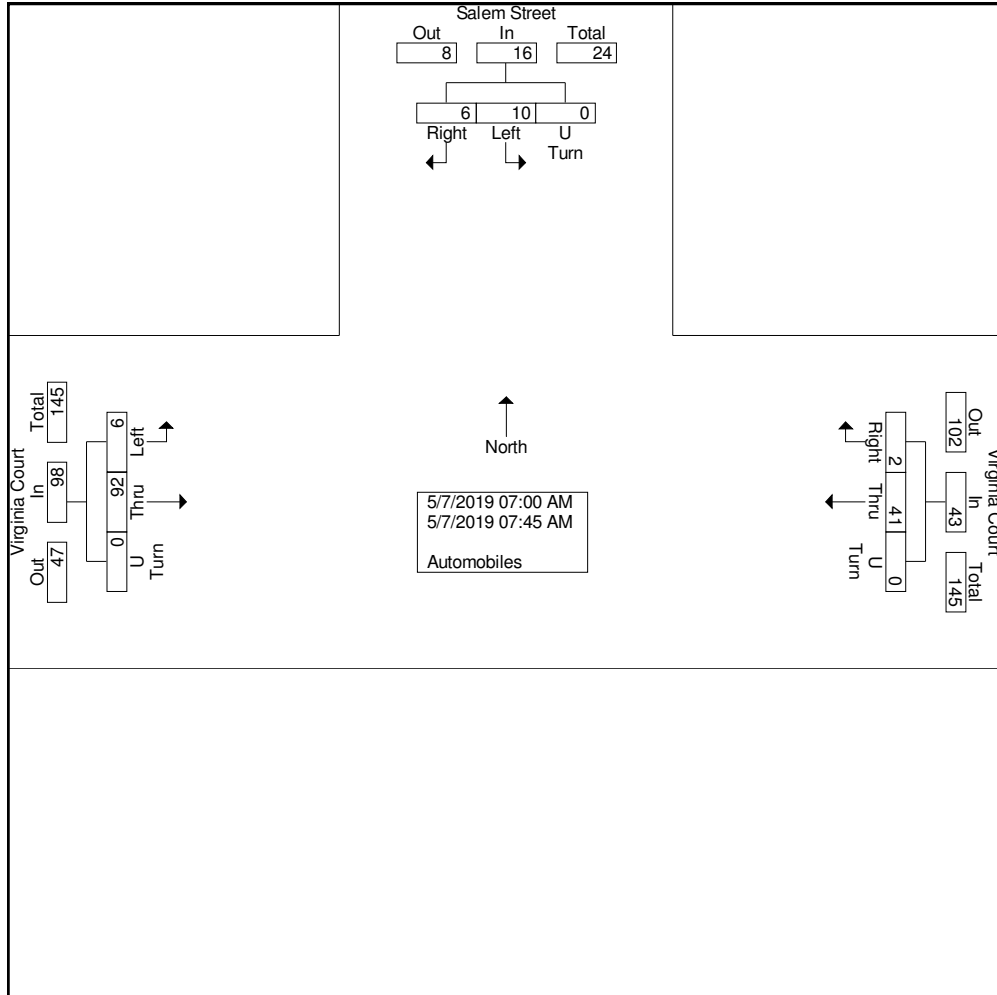 Salem Street
Out In Total
8 16 24
6 10 0
Right Left U
Turn
North
5/7/2019 07:00 AM
5/7/2019 07:45 AM
Automobiles
Virginia Court
Total In Out
145 98 47
6 92 0
Left Thru U
Turn
Virginia Court
Out In Total
102 43 145
2 41 0
Right Thru U
Turn